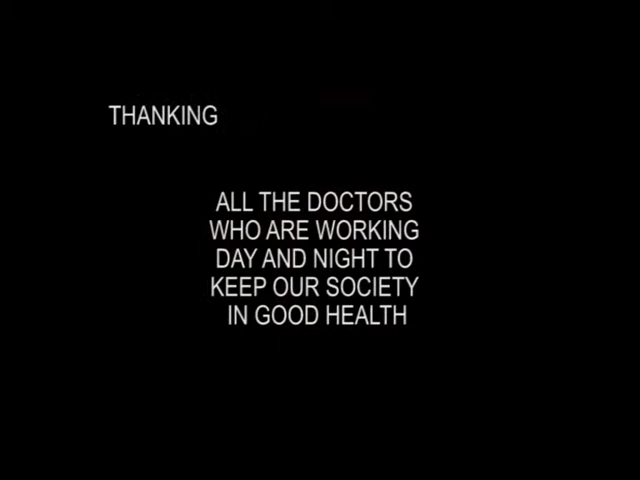 THANKING
ALL THE DOCTORS
WHO ARE WORKING
DAY AND NIGHT TO
KEEP OUR SOCIETY
IN GOOD HEALTH